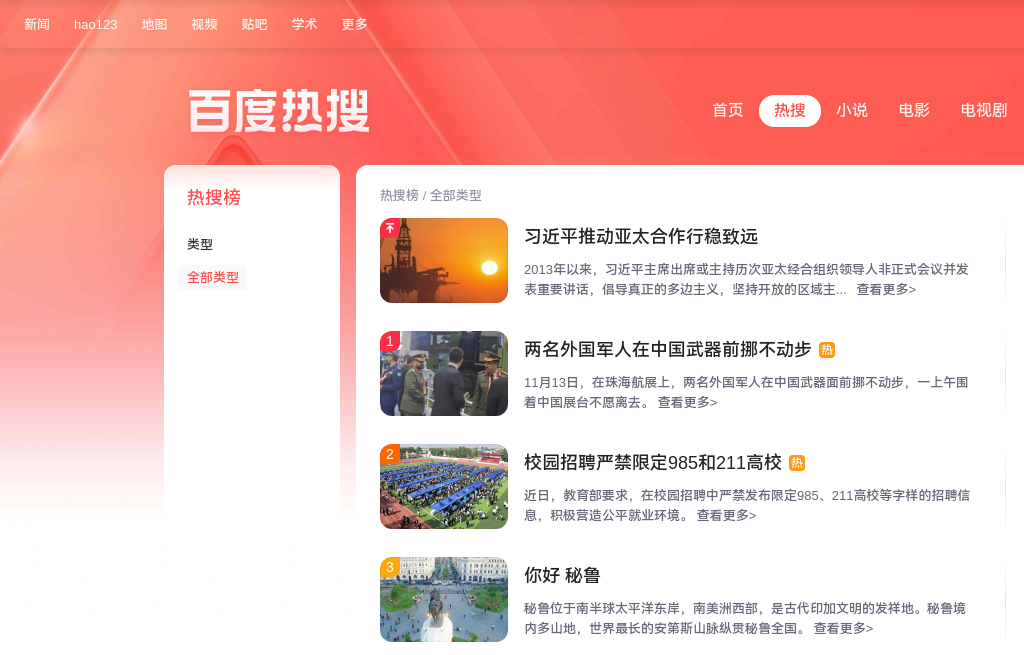 新闻 hao123 地图 视频 贴吧 学术 更多
百度热搜
首页 热搜 小说 电影 电视剧
热搜榜
类型
全部类型
热搜榜 / 全部类型
习近平推动亚太合作行稳致远
2013年以来，习近平主席出席或主持历次亚太经合组织领导人非正式会议并发
表重要讲话，倡导真正的多边主义，坚持开放的区域主... 查看更多>
1
两名外国军人在中国武器前挪不动步 热
11月13日，在珠海航展上，两名外国军人在中国武器面前挪不动步，一上午围
着中国展台不愿离去。 查看更多>
2
校园招聘严禁限定985和211高校 热
近日，教育部要求，在校园招聘中严禁发布限定985、211高校等字样的招聘信
息，积极营造公平就业环境。 查看更多>
3
你好 秘鲁
秘鲁位于南半球太平洋东岸，南美洲西部，是古代印加文明的发祥地。秘鲁境
内多山地，世界最长的安第斯山脉纵贯秘鲁全国。 查看更多>